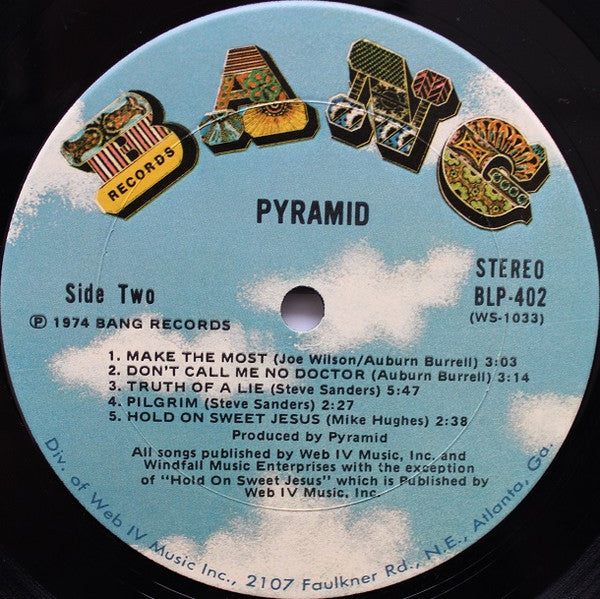 BANG
RECORDS
PYRAMID
Side Two
STEREO
BLP-402
(WS-1033)
℗ 1974 BANG RECORDS
1. MAKE THE MOST (Joe Wilson/Auburn Burrell) 3:03
2. DON'T CALL ME NO DOCTOR (Auburn Burrell) 3:14
3. TRUTH OF A LIE (Steve Sanders) 5:47
4. PILGRIM (Steve Sanders) 2:27
5. HOLD ON SWEET JESUS (Mike Hughes) 2:38
Produced by Pyramid
All songs published by Web IV Music, Inc. and
Windfall Music Enterprises with the exception
of "Hold On Sweet Jesus" which is Published by
Web IV Music, Inc.
Div. of Web IV Music Inc., 2107 Faulkner Rd., N.E., Atlanta, Ga.